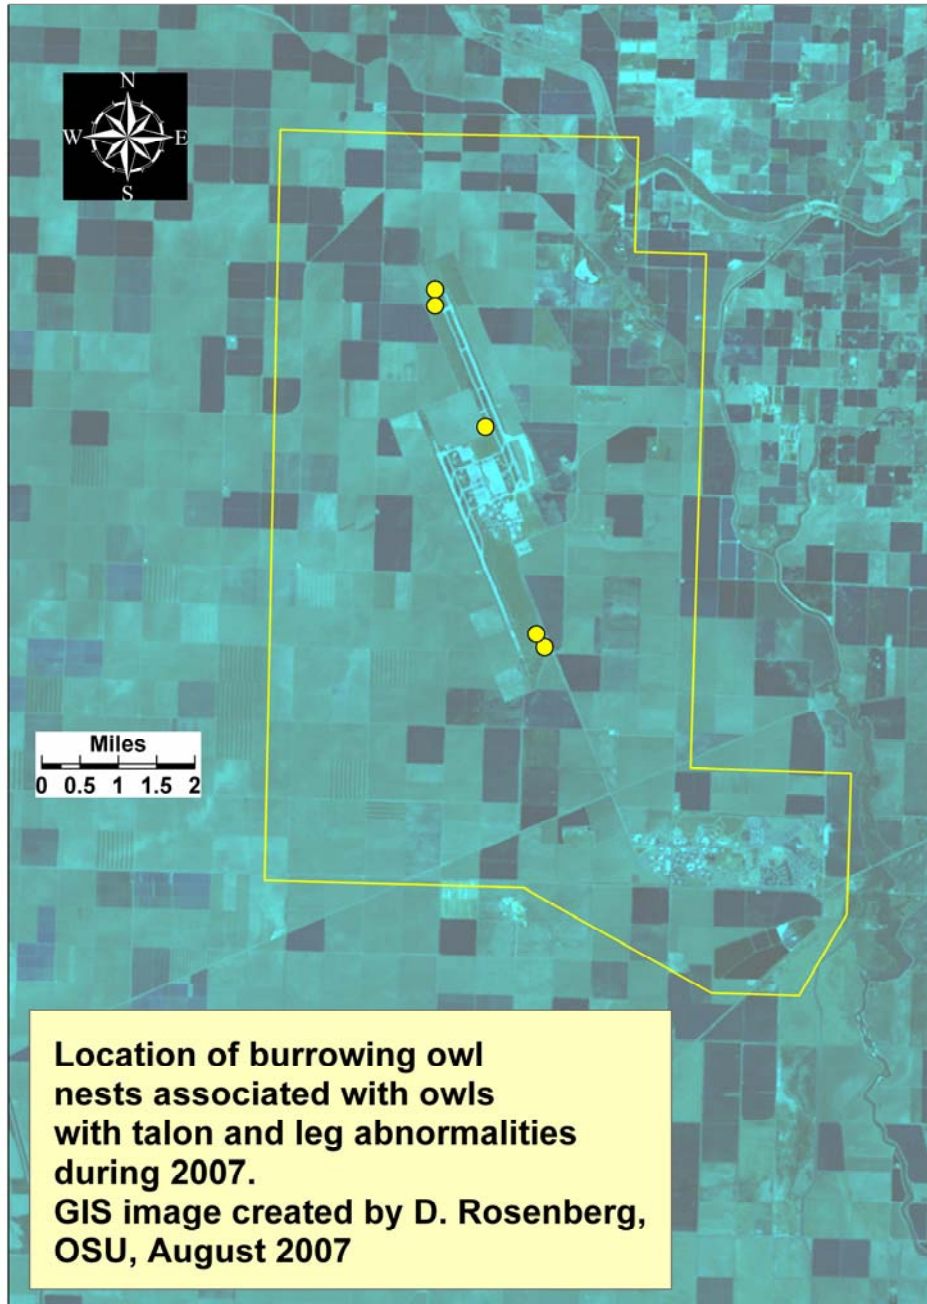 N
W E
S
Miles
0 0.5 1 1.5 2
Location of burrowing owl
nests associated with owls
with talon and leg abnormalities
during 2007.
GIS image created by D. Rosenberg,
OSU, August 2007